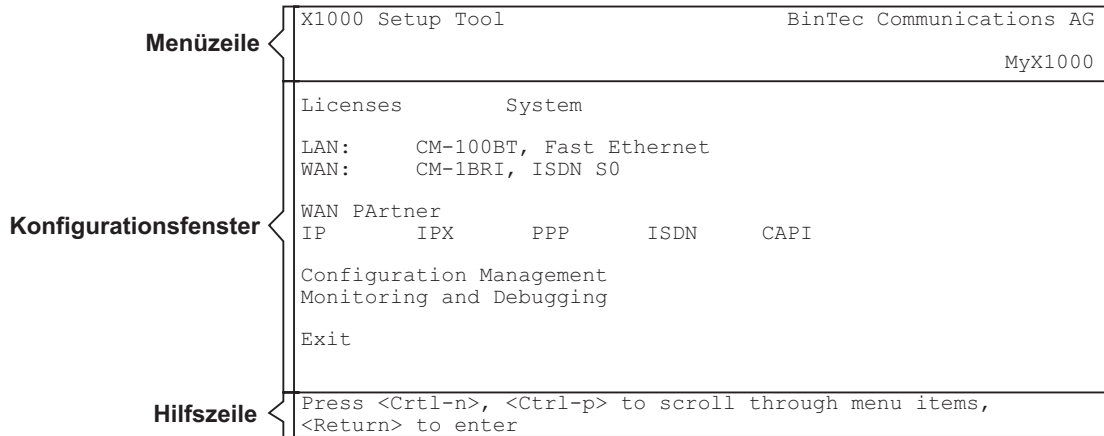 X1000 Setup Tool BinTec Communications AG
Menüzeile
MyX1000
Licenses System
LAN: CM-100BT, Fast Ethernet
WAN: CM-1BRI, ISDN S0
WAN PArtner
Konfigurationsfenster
IP IPX PPP ISDN CAPI
Configuration Management
Monitoring and Debugging
Exit
Hilfszeile
Press <Crtl-n>, <Ctrl-p> to scroll through menu items,
<Return> to enter